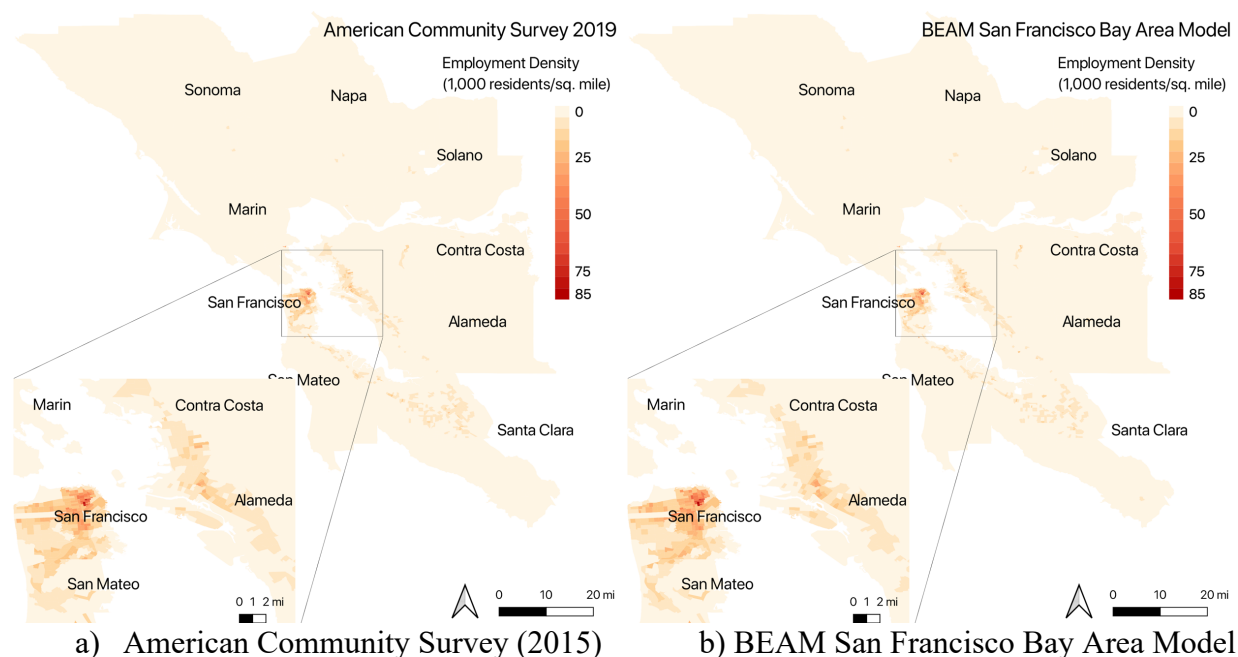 American Community Survey 2019
Employment Density
(1,000 residents/sq. mile)
0
25
50
75
85
Sonoma
Napa
Solano
Marin
Contra Costa
San Francisco
Alameda
San Mateo
Santa Clara
Marin
Contra Costa
Alameda
San Francisco
San Mateo
0 1 2 mi
0 10 20 mi
a) American Community Survey (2015)
BEAM San Francisco Bay Area Model
Employment Density
(1,000 residents/sq. mile)
0
25
50
75
85
Sonoma
Napa
Solano
Marin
Contra Costa
San Francisco
Alameda
San Mateo
Santa Clara
Marin
Contra Costa
Alameda
San Francisco
San Mateo
0 1 2 mi
0 10 20 mi
b) BEAM San Francisco Bay Area Model